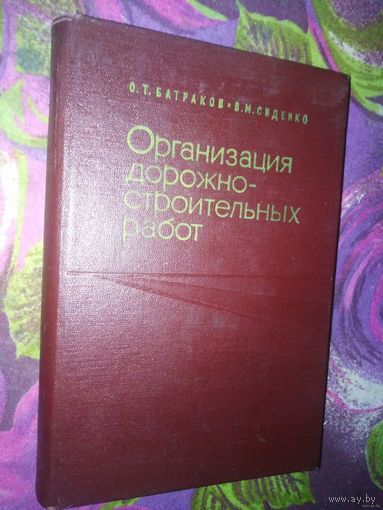 О.Т. БАТРАКОВ • В.М. СИДЕНКО
Организация
дорожно-
строительных
работ
www.ay.by